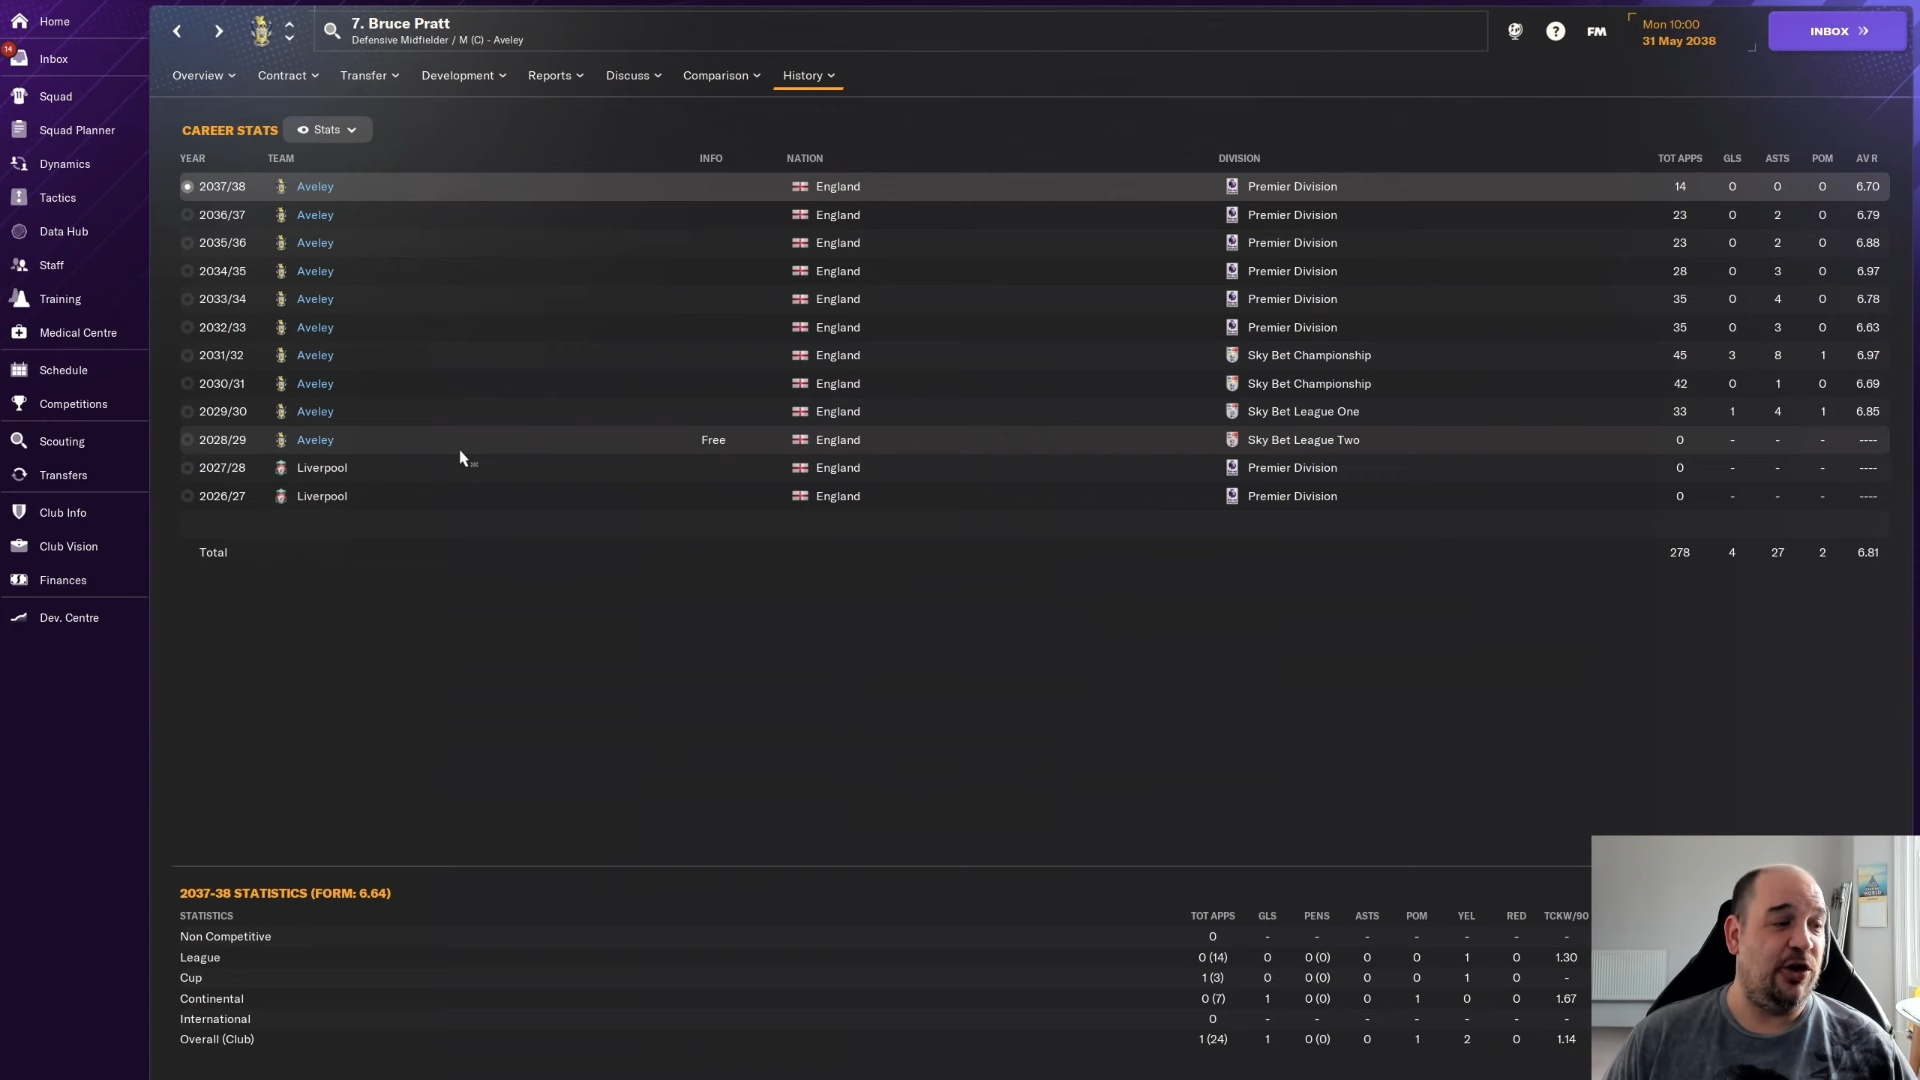 Home
14
Inbox
Squad
Squad Planner
Dynamics
Tactics
Data Hub
Staff
Training
Medical Centre
Schedule
Competitions
Scouting
Transfers
Club Info
Club Vision
Finances
Dev. Centre
7. Bruce Pratt
Defensive Midfielder / M (C) - Aveley
? FM
Mon 10:00
31 May 2038
INBOX
Overview Contract Transfer Development Reports Discuss Comparison History
CAREER STATS Stats
YEAR TEAM INFO NATION DIVISION TOT APPS GLS ASTS POM AV R
2037/38 Aveley England Premier Division 14 0 0 0 6.70
2036/37 Aveley England Premier Division 23 0 2 0 6.79
2035/36 Aveley England Premier Division 23 0 2 0 6.88
2034/35 Aveley England Premier Division 28 0 3 0 6.97
2033/34 Aveley England Premier Division 35 0 4 0 6.78
2032/33 Aveley England Premier Division 35 0 3 0 6.63
2031/32 Aveley England Sky Bet Championship 45 3 8 1 6.97
2030/31 Aveley England Sky Bet Championship 42 0 1 0 6.69
2029/30 Aveley England Sky Bet League One 33 1 4 1 6.85
2028/29 Aveley Free England Sky Bet League Two 0 - - - ----
2027/28 Liverpool England Premier Division 0 - - - ----
2026/27 Liverpool England Premier Division 0 - - - ----
Total 278 4 27 2 6.81
2037-38 STATISTICS (FORM: 6.64)
STATISTICS TOT APPS GLS PENS ASTS POM YEL RED TCKW/90
Non Competitive 0 - - - - - - -
League 0 (14) 0 0 (0) 0 0 1 0 1.30
Cup 1 (3) 0 0 (0) 0 0 1 0 -
Continental 0 (7) 1 0 (0) 0 1 0 0 1.67
International 0 - - - - - - -
Overall (Club) 1 (24) 1 0 (0) 0 1 2 0 1.14